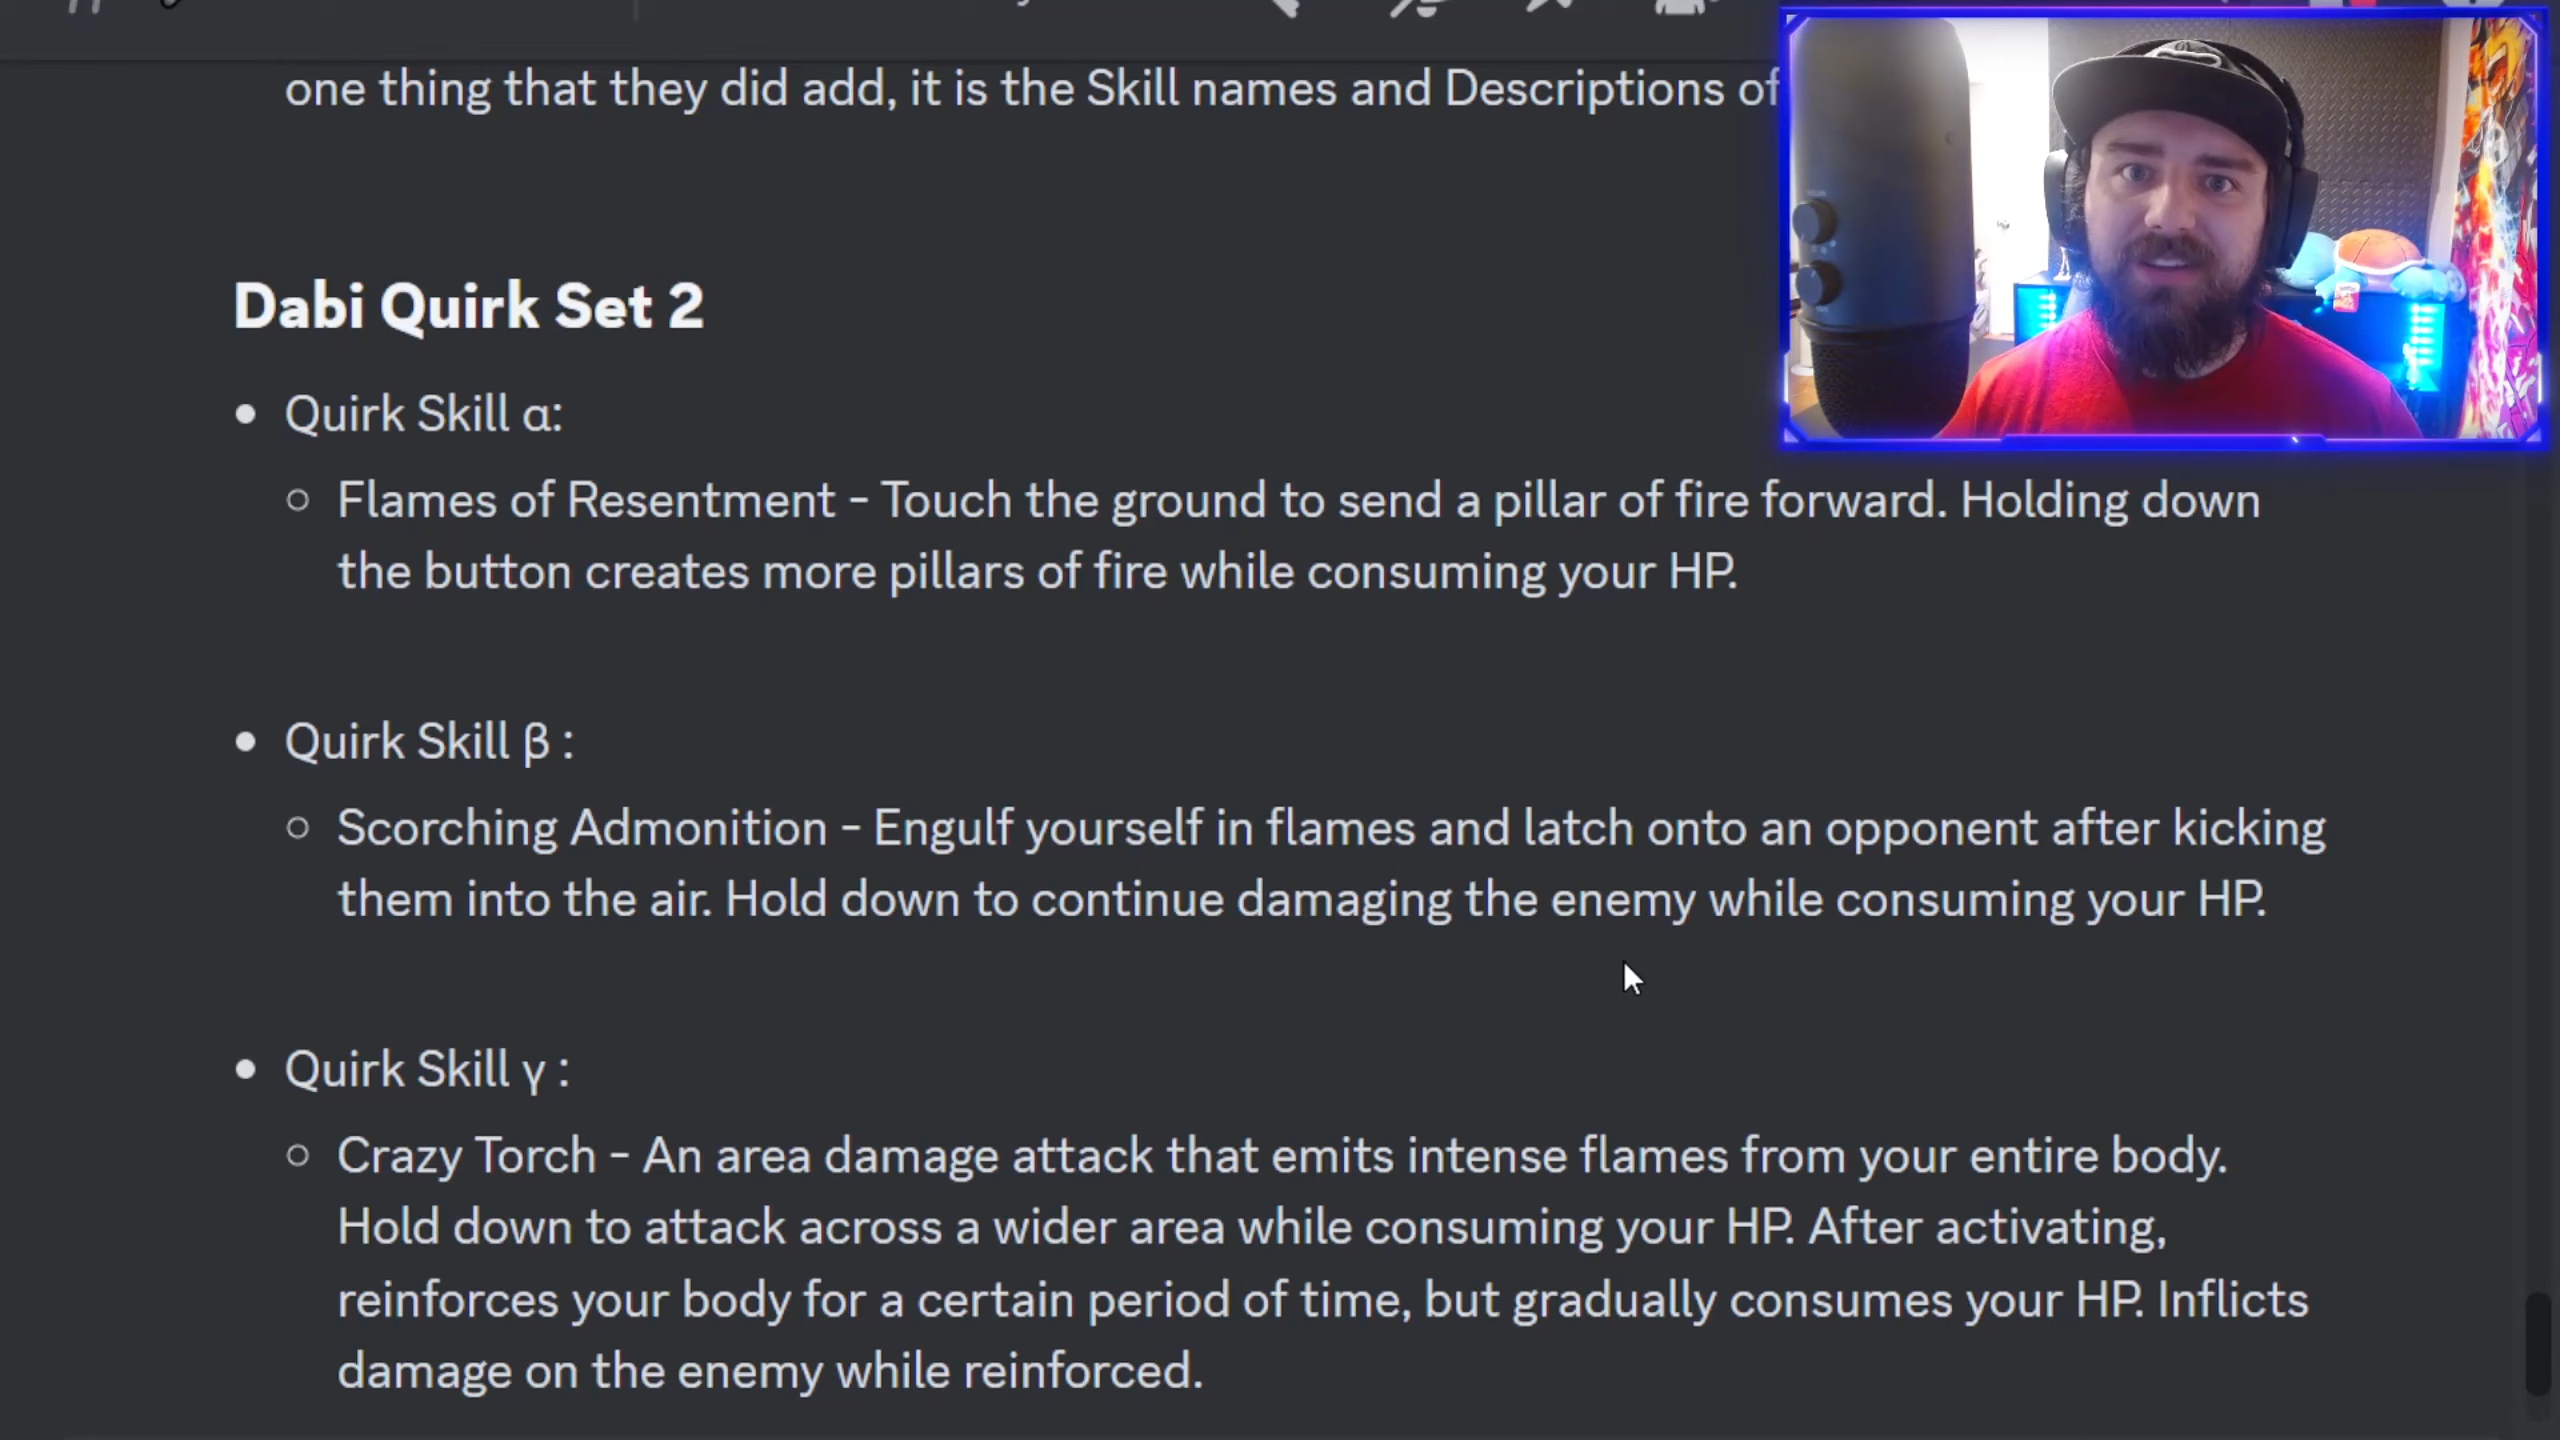 one thing that they did add, it is the Skill names and Descriptions of
Dabi Quirk Set 2
Quirk Skill α:
Flames of Resentment - Touch the ground to send a pillar of fire forward. Holding down
the button creates more pillars of fire while consuming your HP.
Quirk Skill β :
Scorching Admonition - Engulf yourself in flames and latch onto an opponent after kicking
them into the air. Hold down to continue damaging the enemy while consuming your HP.
Quirk Skill γ :
Crazy Torch - An area damage attack that emits intense flames from your entire body.
Hold down to attack across a wider area while consuming your HP. After activating,
reinforces your body for a certain period of time, but gradually consumes your HP. Inflicts
damage on the enemy while reinforced.